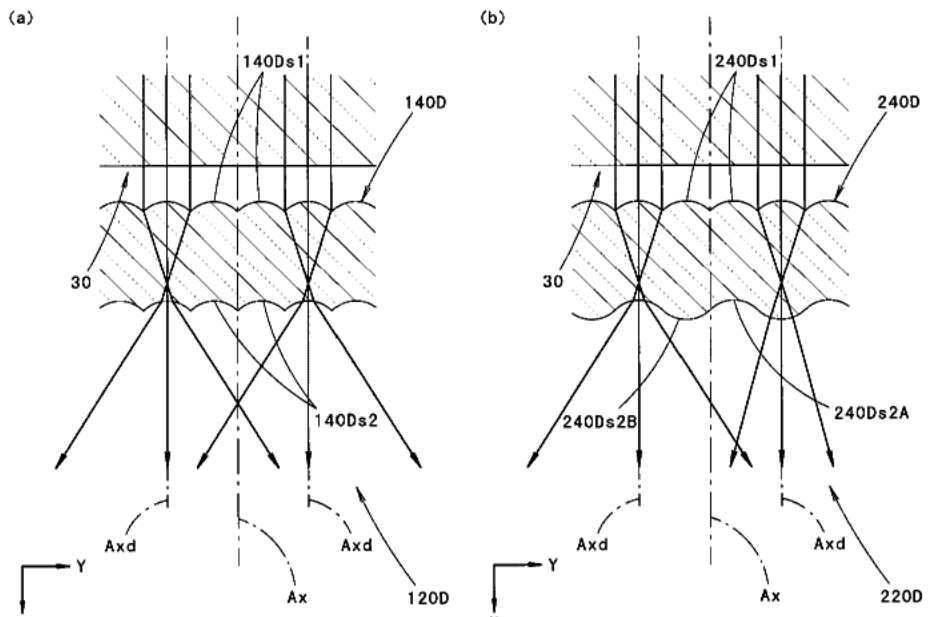 (a)
(b)
140Ds1
240Ds1
140D
240D
30
30
140Ds2
240Ds2B
240Ds2A
Axd
Axd
Axd
Axd
Y
Y
Ax
Ax
120D
220D